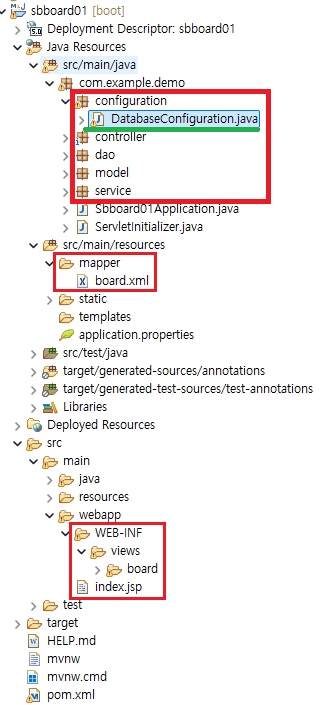 sbboard01 [boot]
Deployment Descriptor: sbboard01
Java Resources
src/main/java
com.example.demo
configuration
DatabaseConfiguration.java
controller
dao
model
service
Sbboard01Application.java
ServletInitializer.java
src/main/resources
mapper
board.xml
static
templates
application.properties
src/test/java
target/generated-sources/annotations
target/generated-test-sources/test-annotations
Libraries
Deployed Resources
src
main
java
resources
webapp
WEB-INF
views
board
index.jsp
test
target
HELP.md
mvnw
mvnw.cmd
pom.xml